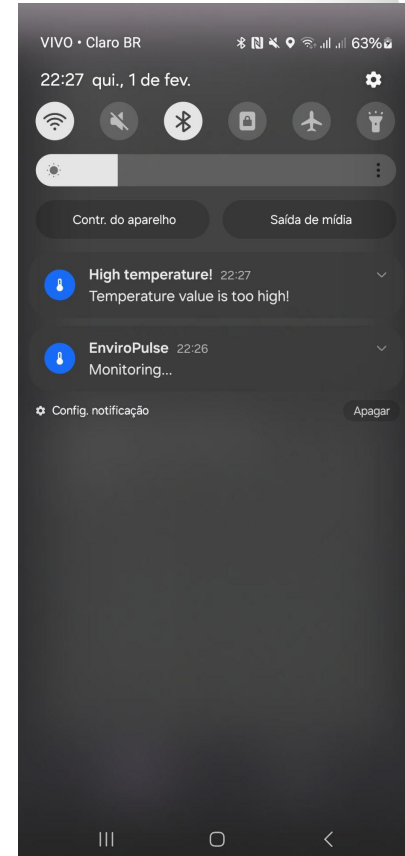 VIVO • Claro BR 63%
22:27 qui., 1 de fev.
Contr. do aparelho Saída de mídia
High temperature! 22:27
Temperature value is too high!
EnviroPulse 22:26
Monitoring...
Config. notificação Apagar